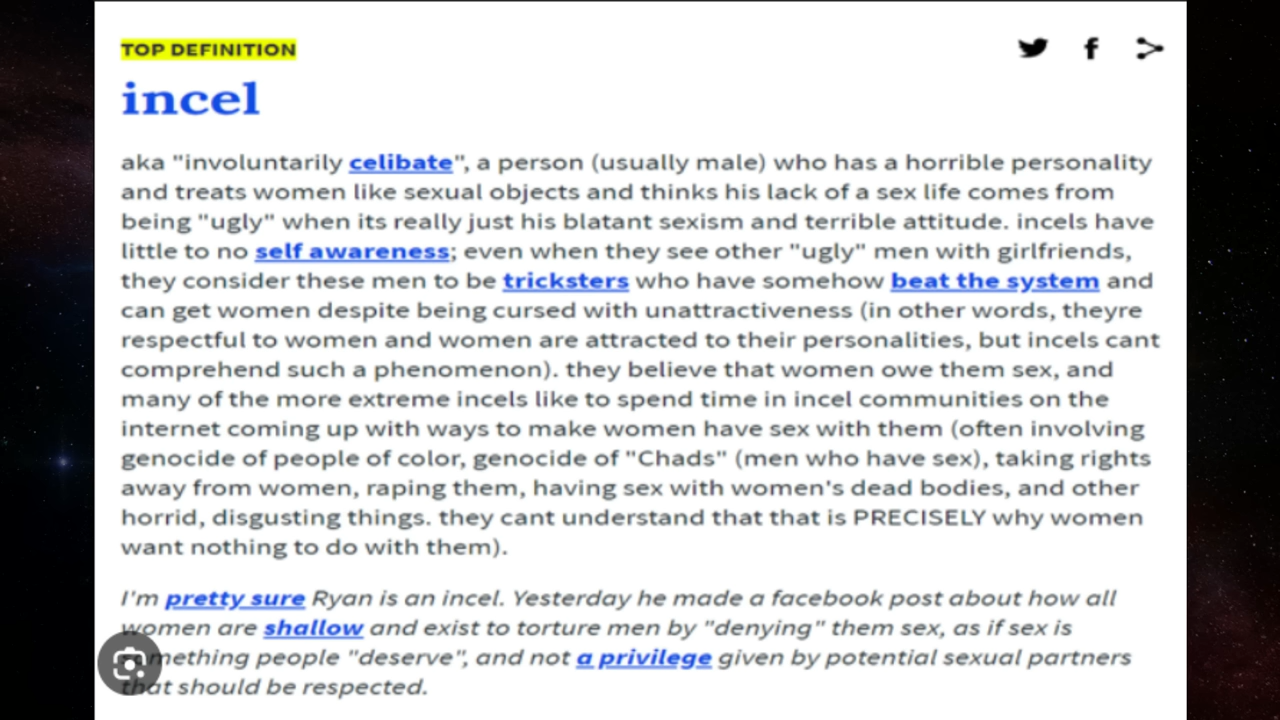 TOP DEFINITION
incel
aka "involuntarily celibate", a person (usually male) who has a horrible personality
and treats women like sexual objects and thinks his lack of a sex life comes from
being "ugly" when its really just his blatant sexism and terrible attitude. incels have
little to no self awareness; even when they see other "ugly" men with girlfriends,
they consider these men to be tricksters who have somehow beat the system and
can get women despite being cursed with unattractiveness (in other words, theyre
respectful to women and women are attracted to their personalities, but incels cant
comprehend such a phenomenon). they believe that women owe them sex, and
many of the more extreme incels like to spend time in incel communities on the
internet coming up with ways to make women have sex with them (often involving
genocide of people of color, genocide of "Chads" (men who have sex), taking rights
away from women, raping them, having sex with women's dead bodies, and other
horrid, disgusting things. they cant understand that that is PRECISELY why women
want nothing to do with them).
I'm pretty sure Ryan is an incel. Yesterday he made a facebook post about how all
women are shallow and exist to torture men by "denying" them sex, as if sex is
something people "deserve", and not a privilege given by potential sexual partners
that should be respected.